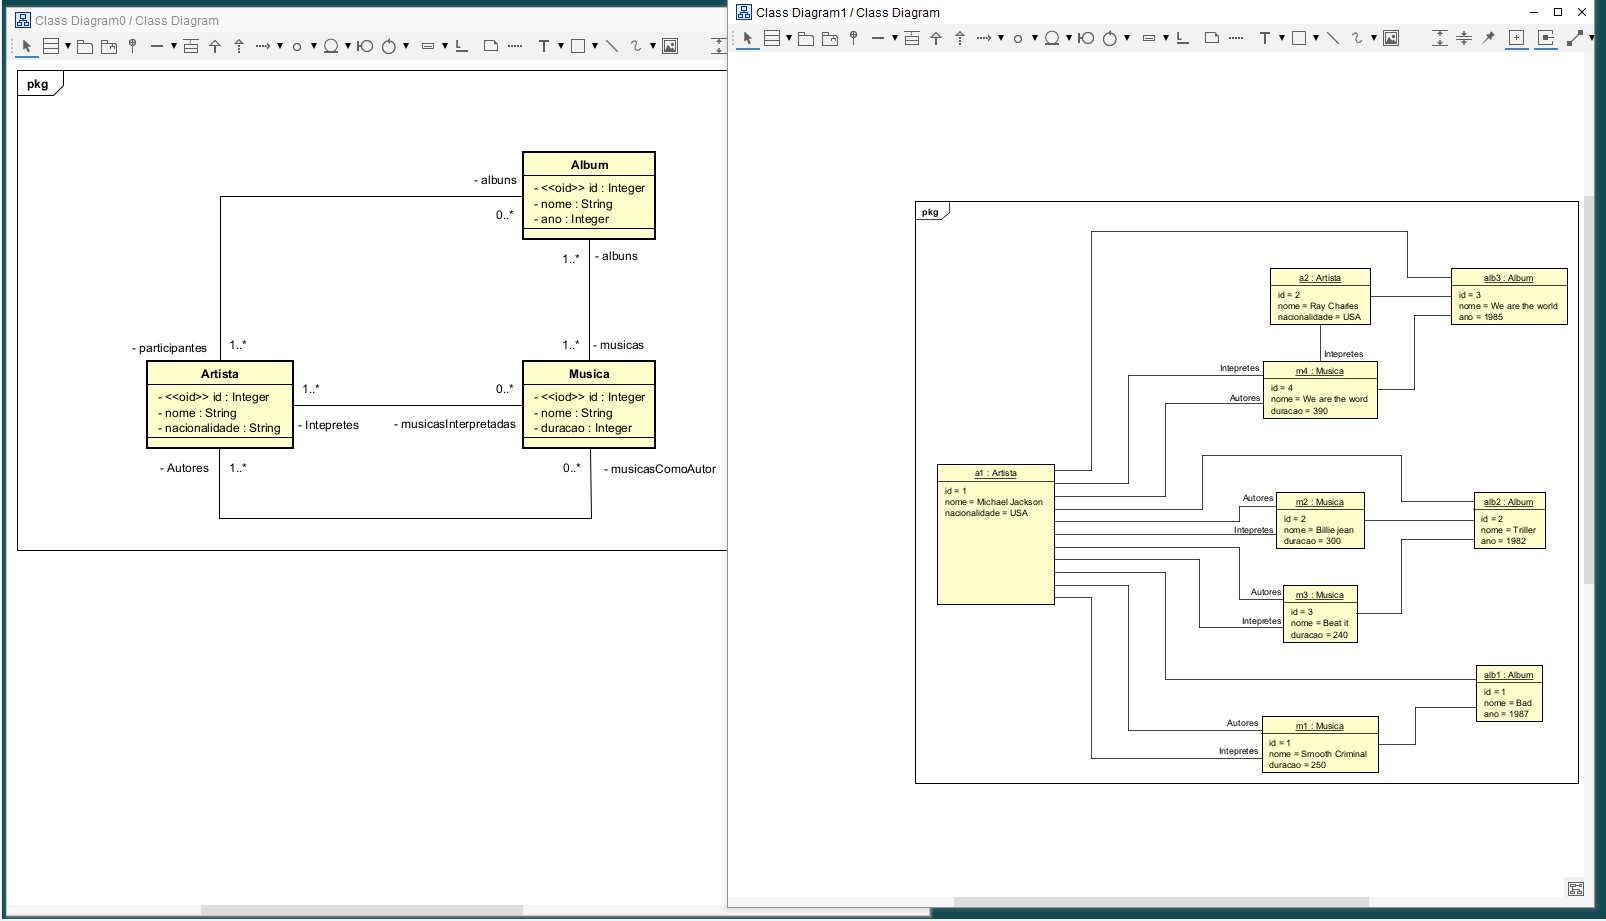 Class Diagram0 / Class Diagram
pkg
Album
- <<oid>> id : Integer
- nome : String
- ano : Integer
- albuns
0..*
1..*
- albuns
1..*
- musicas
- participantes
1..*
Artista
- <<oid>> id : Integer
- nome : String
- nacionalidade : String
1..*
- Intepretes
0..*
- musicasInterpretadas
Musica
- <<iod>> id : Integer
- nome : String
- duracao : Integer
- Autores
1..*
0..*
- musicasComoAutor
Class Diagram1 / Class Diagram
pkg
a2 : Artista
id = 2
nome = Ray Charles
nacionalidade = USA
alb3 : Album
id = 3
nome = We are the world
ano = 1985
Intepretes
Intepretes
Autores
m4 : Musica
id = 4
nome = We are the word
duracao = 390
a1 : Artista
id = 1
nome = Michael Jackson
nacionalidade = USA
Autores
Intepretes
m2 : Musica
id = 2
nome = Billie jean
duracao = 300
alb2 : Album
id = 2
nome = Triller
ano = 1982
Autores
Intepretes
m3 : Musica
id = 3
nome = Beat it
duracao = 240
alb1 : Album
id = 1
nome = Bad
ano = 1987
Autores
Intepretes
m1 : Musica
id = 1
nome = Smooth Criminal
duracao = 250